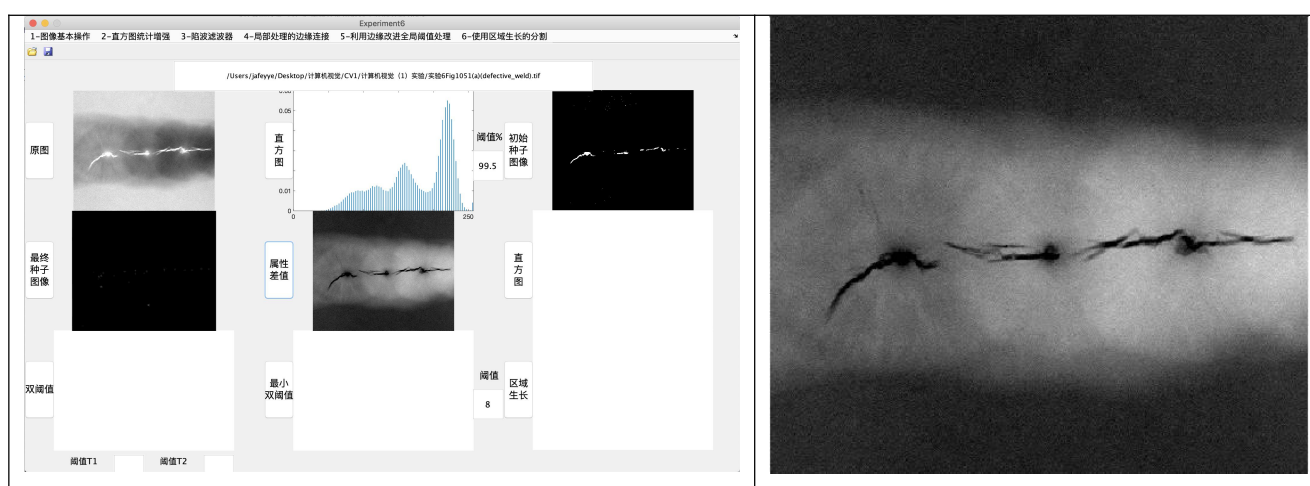 Experiment6
1-图像基本操作 2-直方图统计增强 3-陷波滤波器 4-局部处理的边缘连接 5-利用边缘改进全局阈值处理 6-使用区域生长的分割
/Users/jafeyye/Desktop/计算机视觉/CV1/计算机视觉（1）实验/实验6Fig1051(a)(defective_weld).tif
原图
直
方
图
0.06
0.05
0.01
0
0
250
阈值%
99.5
初始
种子
图像
最终
种子
图像
属性
差值
直
方
图
双阈值
最小
双阈值
阈值
8
区域
生长
阈值T1
阈值T2